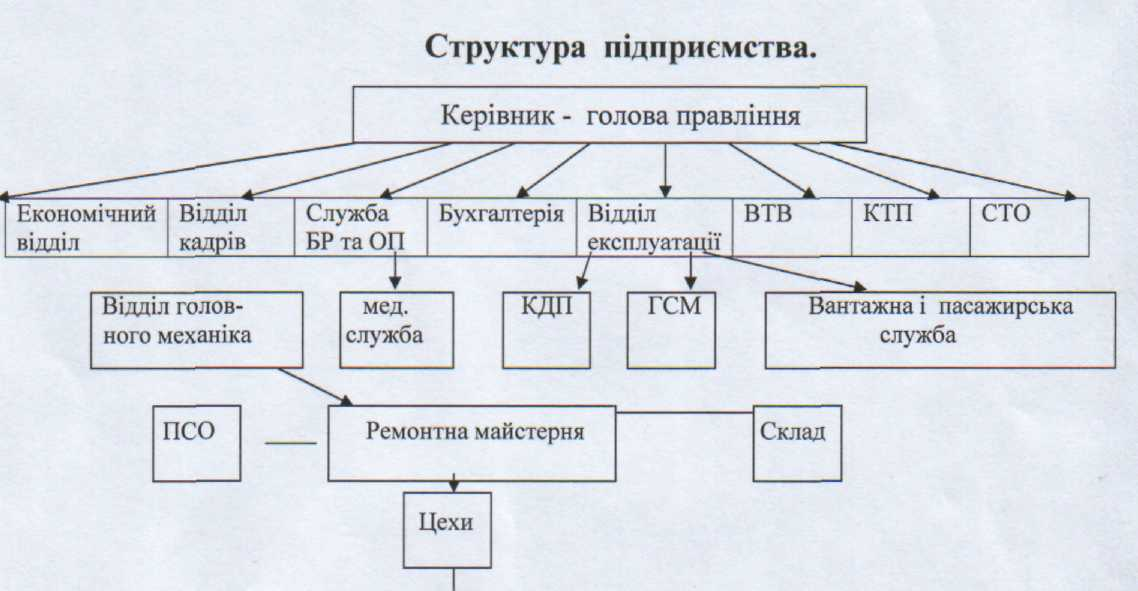 Структура підприємства.
Керівник - голова правління
Економічний відділ
Відділ кадрів
Служба БР та ОП
Бухгалтерія
Відділ експлуатації
ВТВ
КТП
СТО
Відділ голов-
ного механіка
мед.
служба
КДП
ГСМ
Вантажна і пасажирська
служба
ПСО
Ремонтна майстерня
Склад
Цехи